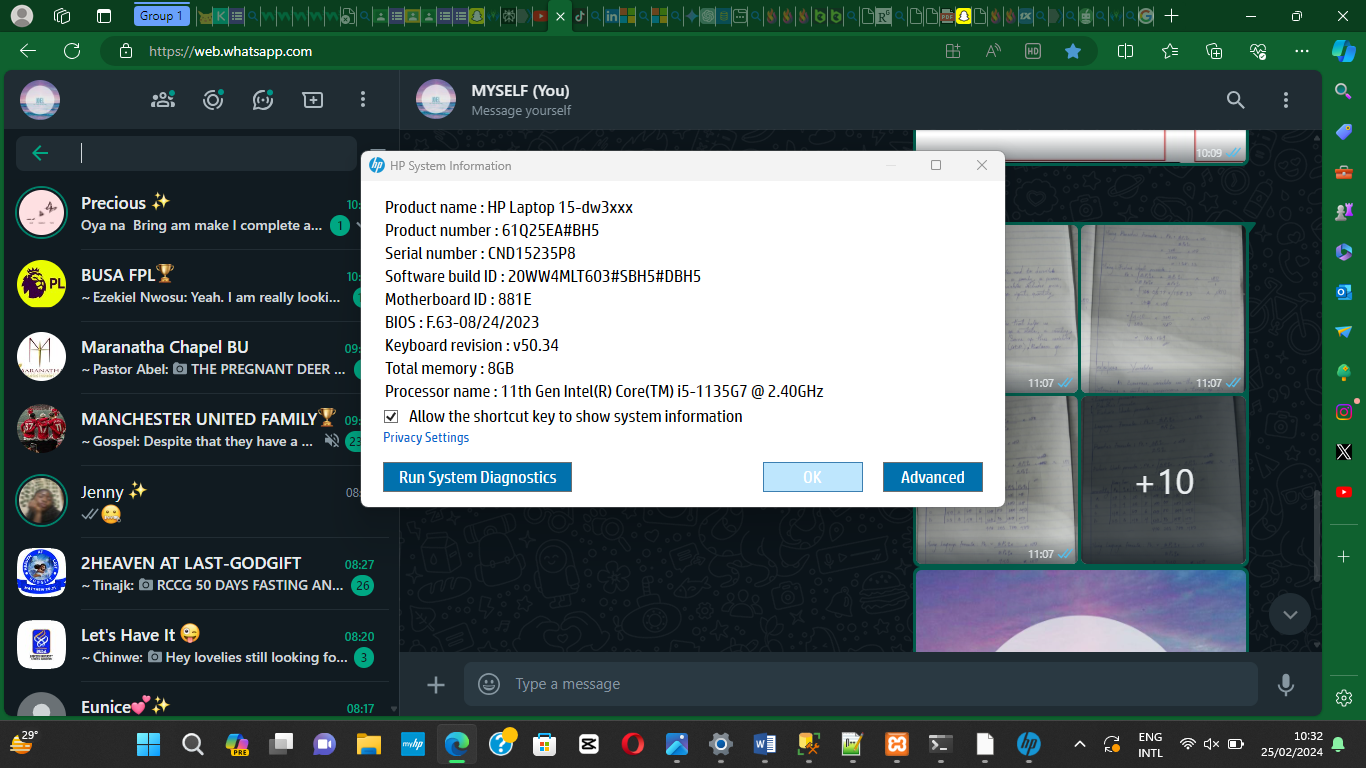 Group 1
https://web.whatsapp.com
HD
MYSELF (You)
Message yourself
10:09
Precious ✨
10:
Oya na Bring am make I complete a...
1
BUSA FPL🏆
10:
~ Ezekiel Nwosu: Yeah. I am really looki...
Maranatha Chapel BU
09:
~ Pastor Abel: 📷 THE PREGNANT DEER ...
MANCHESTER UNITED FAMILY🏆
09:
~ Gospel: Despite that they have a ...
23
Jenny ✨
08:
2HEAVEN AT LAST-GODGIFT
08:27
~ Tinajk: 📷 RCCG 50 DAYS FASTING AN...
26
Let's Have It 😜
08:20
~ Chinwe: 📷 Hey lovelies still looking fo...
3
Eunice💕✨
08:17
HP System Information
Product name : HP Laptop 15-dw3xxx
Product number : 61Q25EA#BH5
Serial number : CND15235P8
Software build ID : 20WW4MLT603#SBH5#DBH5
Motherboard ID : 881E
BIOS : F.63-08/24/2023
Keyboard revision : v50.34
Total memory : 8GB
Processor name : 11th Gen Intel(R) Core(TM) i5-1135G7 @ 2.40GHz
Allow the shortcut key to show system information
Privacy Settings
Run System Diagnostics
OK
Advanced
11:07
11:07
11:07
+10
Type a message
29°
PRE
myhp
ENG
INTL
10:32
25/02/2024